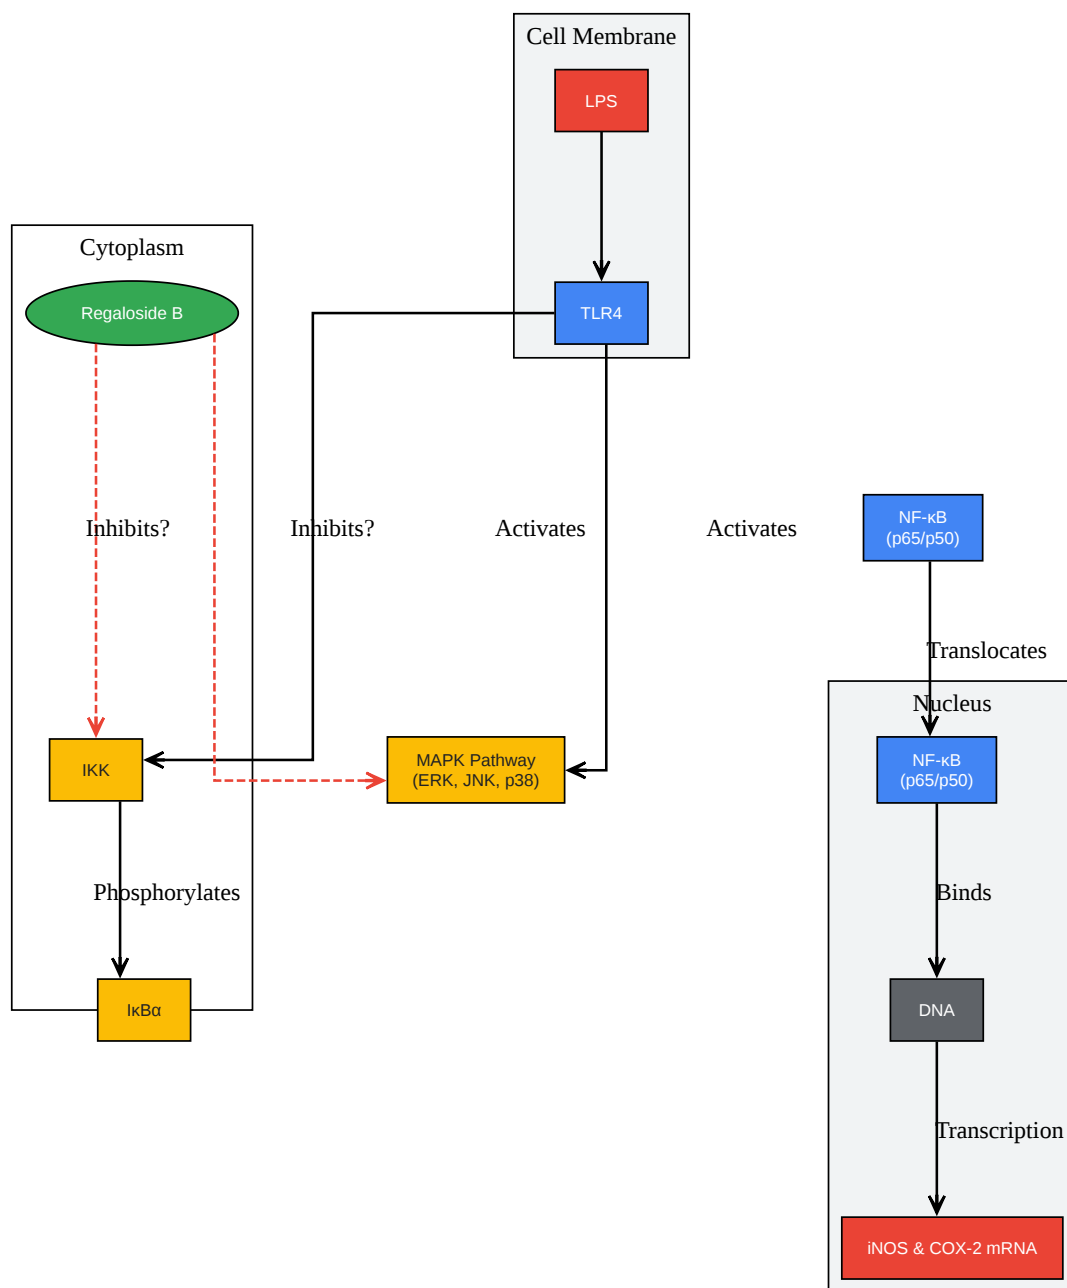 Cell Membrane
LPS
Cytoplasm
Regaloside B
TLR4
Inhibits?
Inhibits?
Activates
Activates
NF-κB
(p65/p50)
Translocates
Nucleus
IKK
MAPK Pathway
(ERK, JNK, p38)
NF-κB
(p65/p50)
Phosphorylates
Binds
IκBα
DNA
Transcription
iNOS & COX-2 mRNA